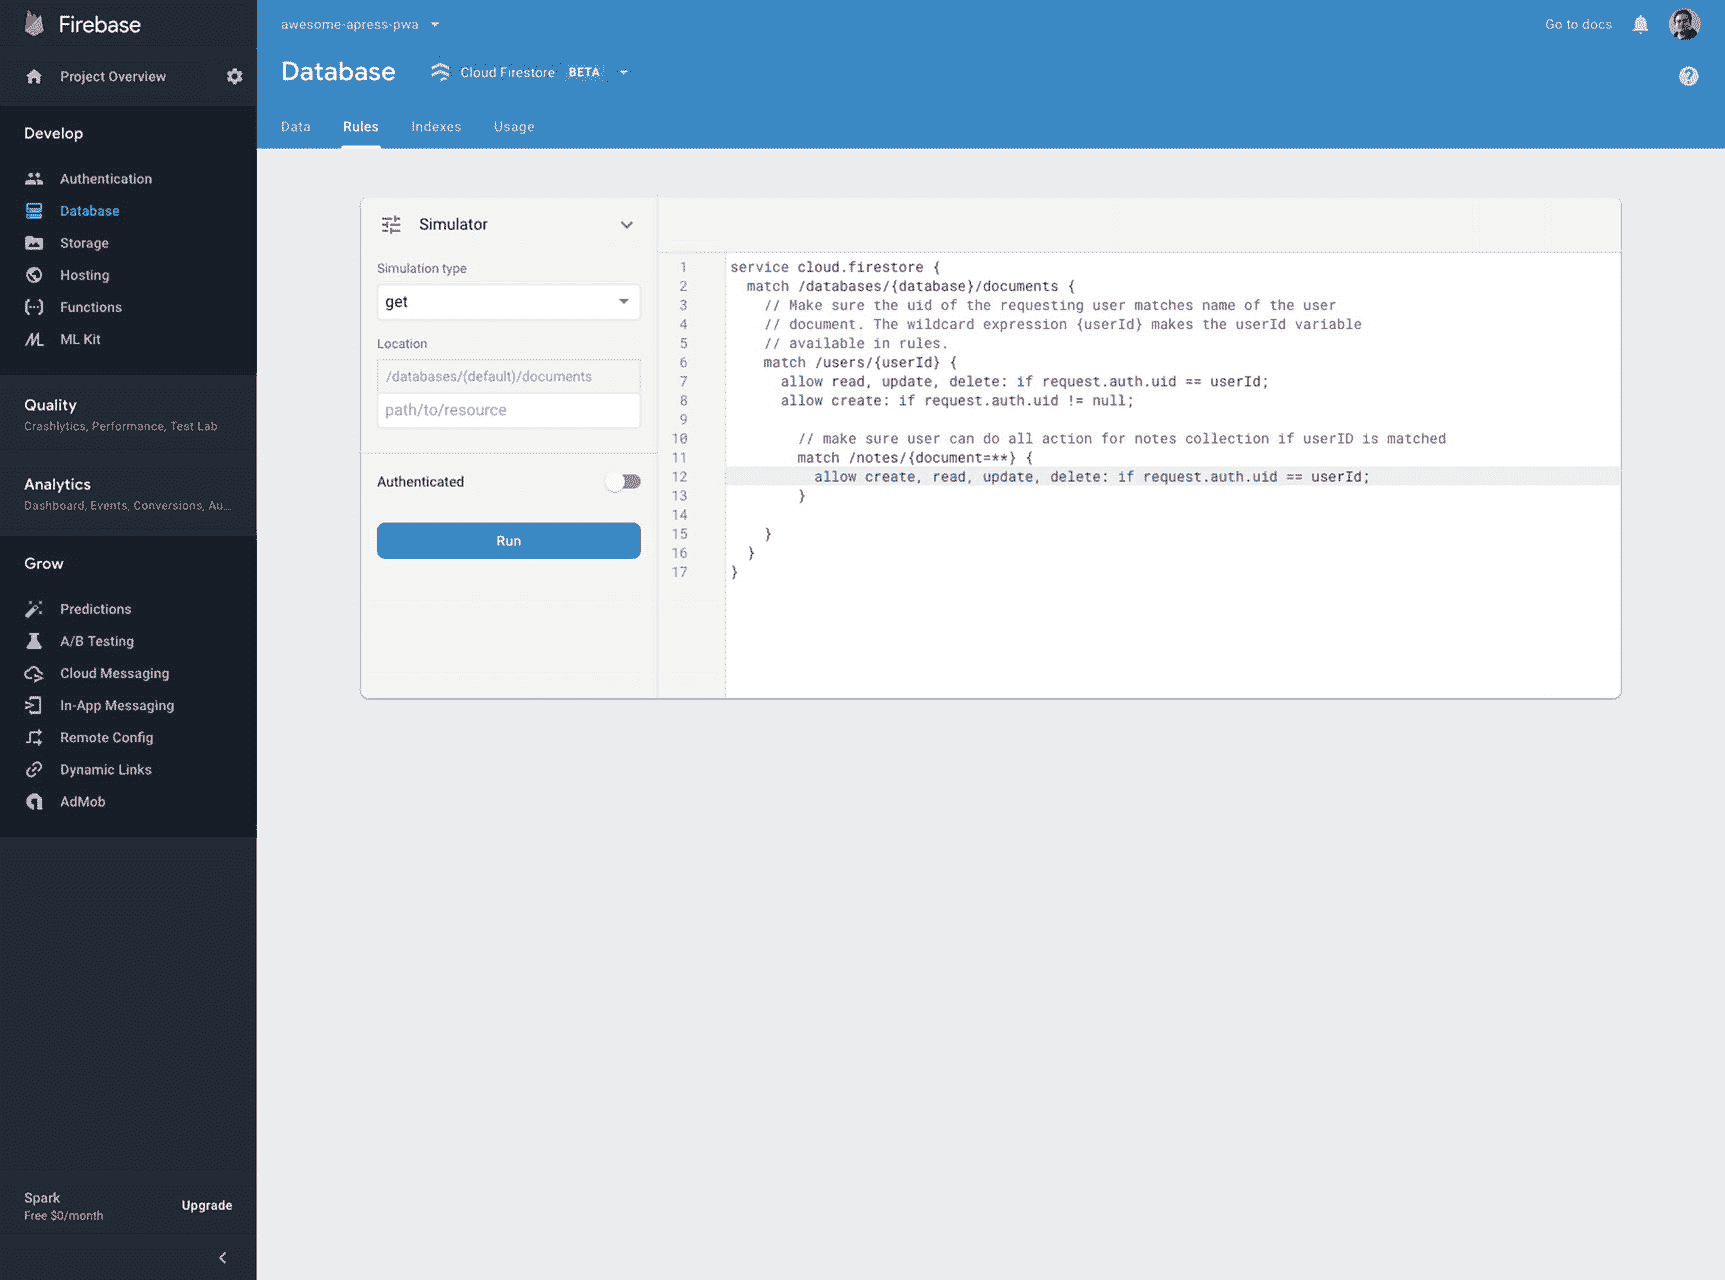 Firebase
Project Overview
Develop
Authentication
Database
Storage
Hosting
Functions
ML Kit
Quality
Crashlytics, Performance, Test Lab
Analytics
Dashboard, Events, Conversions, Au...
Grow
Predictions
A/B Testing
Cloud Messaging
In-App Messaging
Remote Config
Dynamic Links
AdMob
Spark
Free $0/month
Upgrade
awesome-apress-pwa
Go to docs
Database Cloud Firestore BETA
Data Rules Indexes Usage
Simulator
Simulation type
get
Location
/databases/(default)/documents
path/to/resource
Authenticated
Run
1 service cloud.firestore {
2 match /databases/{database}/documents {
3 // Make sure the uid of the requesting user matches name of the user
4 // document. The wildcard expression {userId} makes the userId variable
5 // available in rules.
6 match /users/{userId} {
7 allow read, update, delete: if request.auth.uid == userId;
8 allow create: if request.auth.uid != null;
9
10 // make sure user can do all action for notes collection if userID is matched
11 match /notes/{document=**} {
12 allow create, read, update, delete: if request.auth.uid == userId;
13 }
14
15 }
16 }
17 }